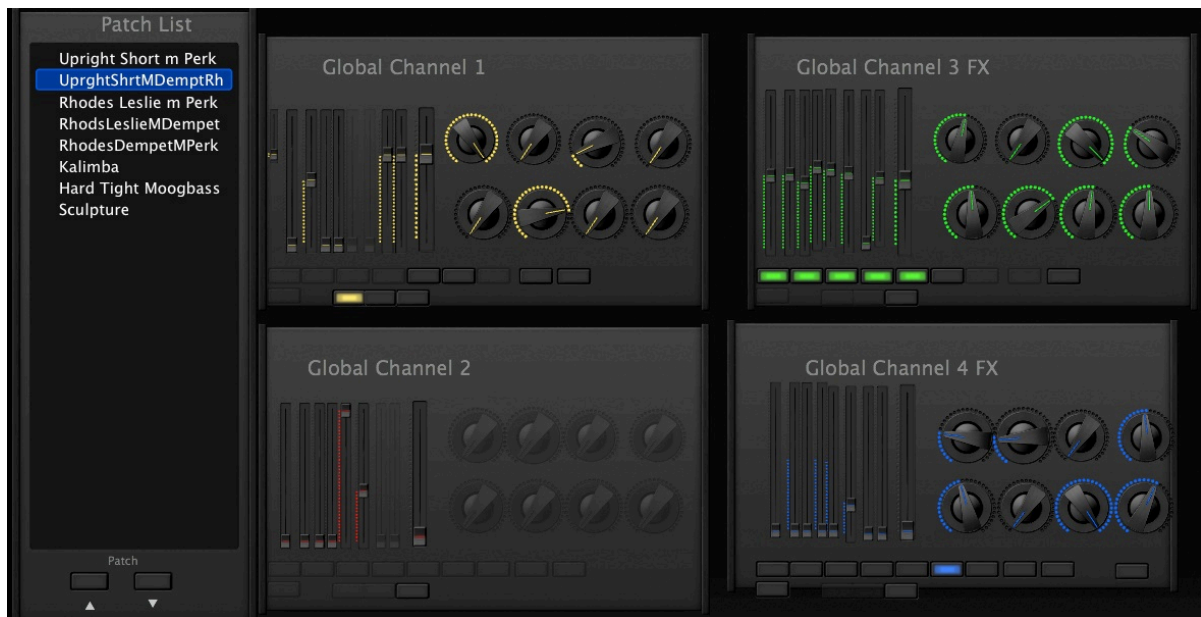 Patch List
Upright Short m Perk
UprghtShrtMDemptRh
Rhodes Leslie m Perk
RhodsLeslieMDempet
RhodesDempetMPerk
Kalimba
Hard Tight Moogbass
Sculpture
Patch
Global Channel 1
Global Channel 3 FX
Global Channel 2
Global Channel 4 FX